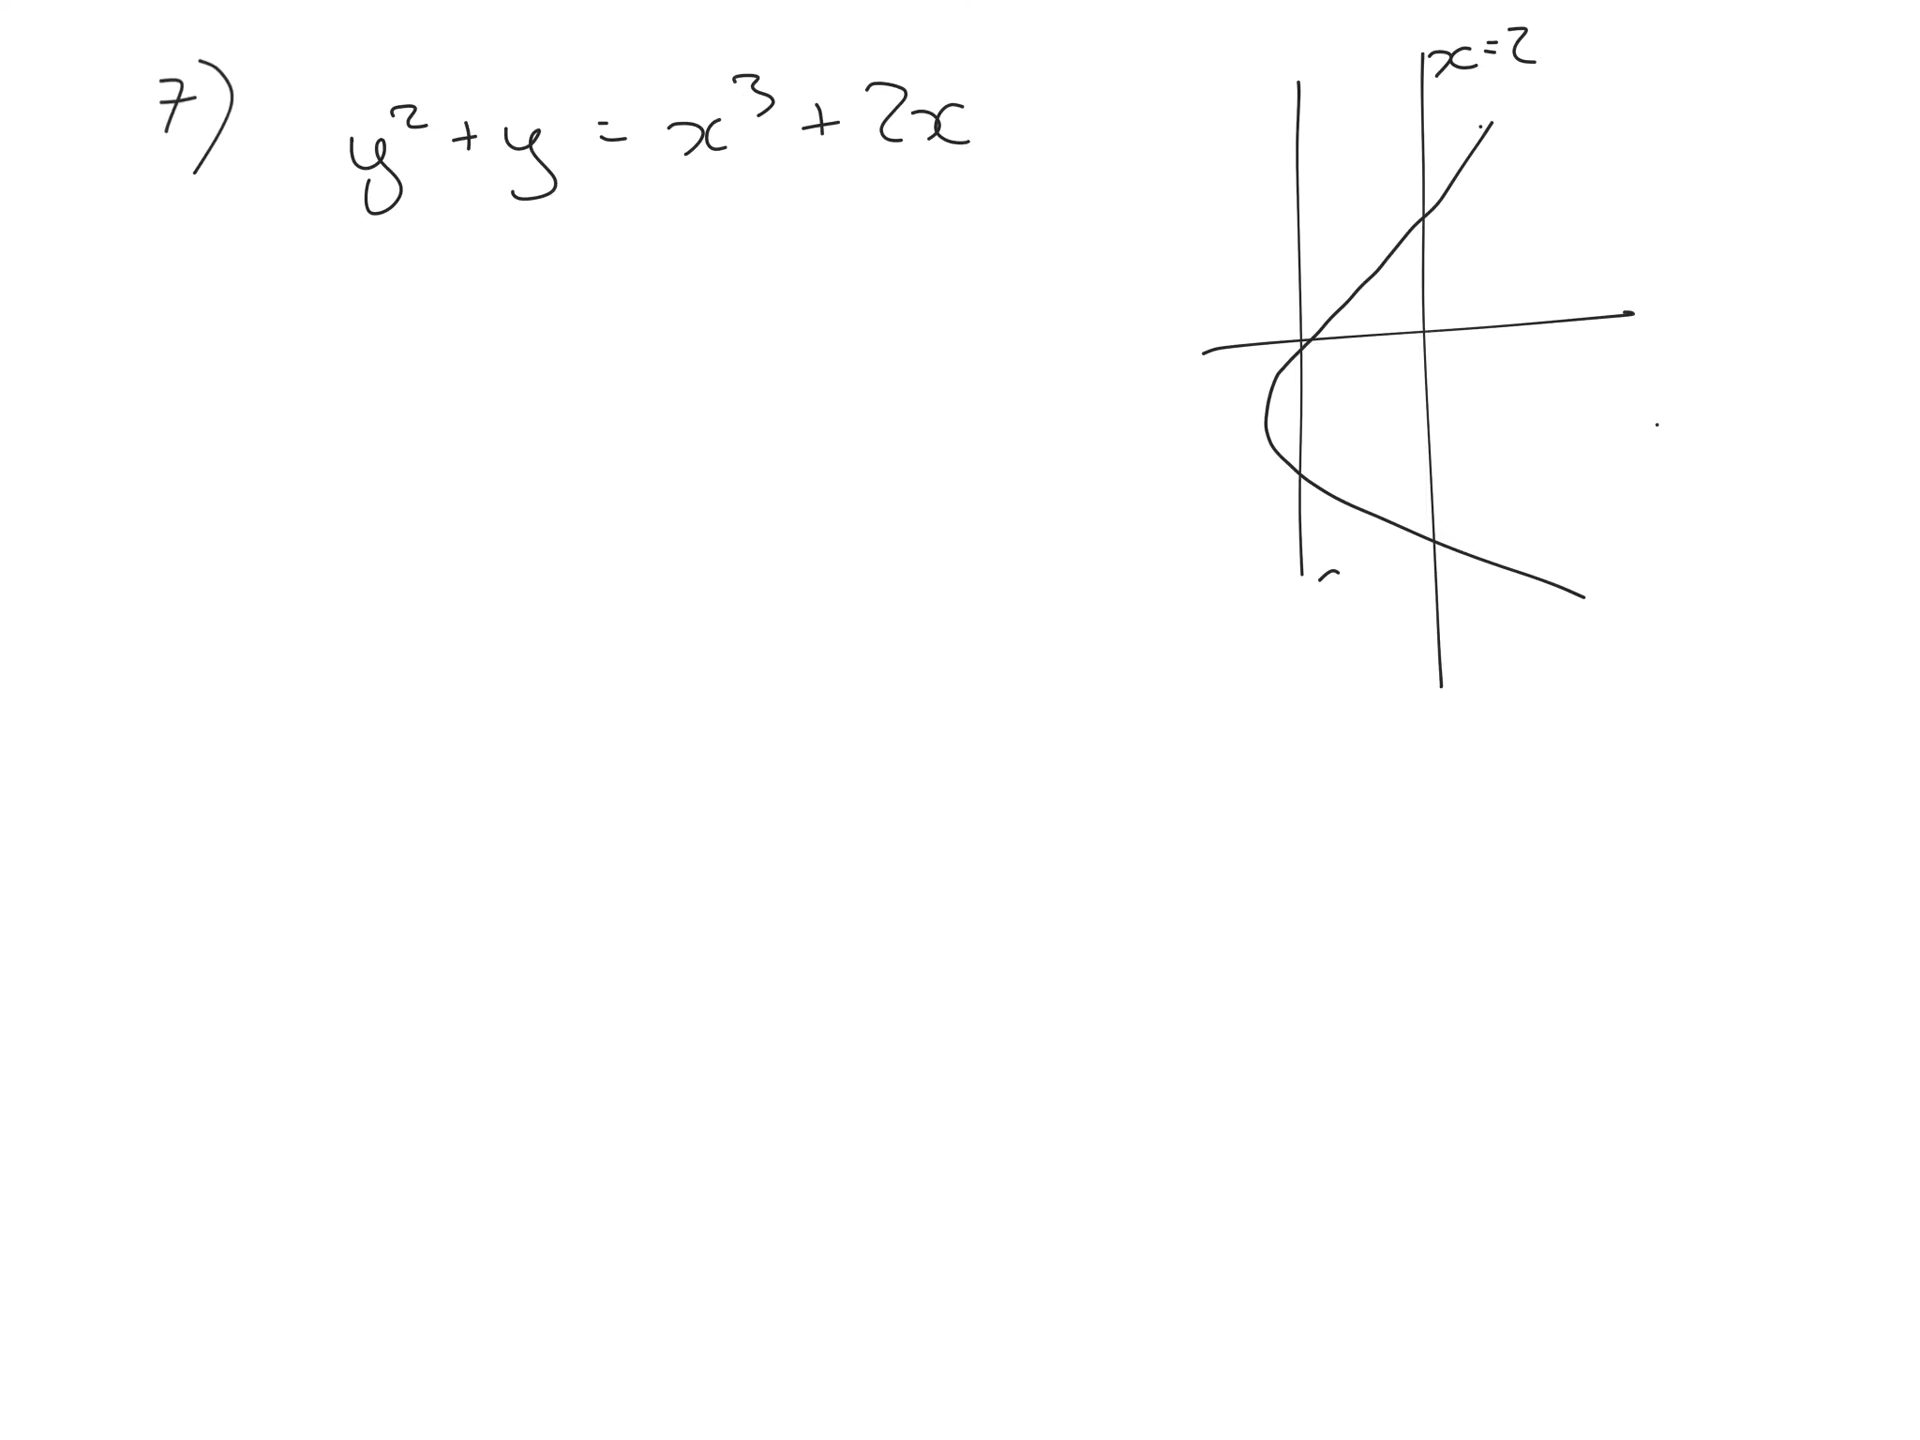 7) y² + y = x³ + 2x
x = 2